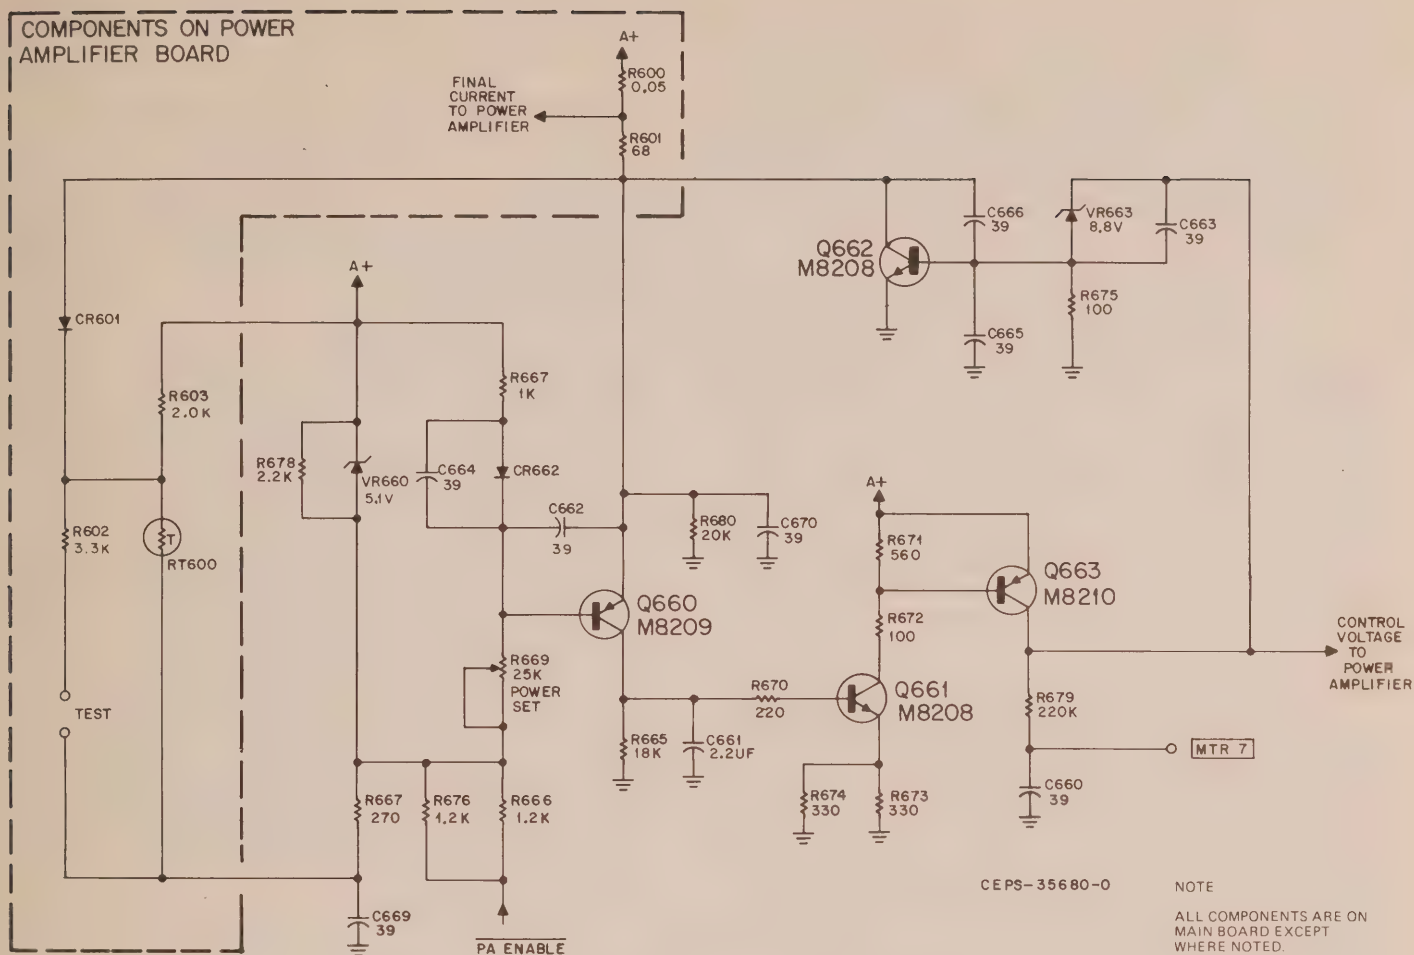 COMPONENTS ON POWER
AMPLIFIER BOARD
A+
R600
0.05
FINAL
CURRENT
TO POWER
AMPLIFIER
R601
68
Q662
M8208
C666
39
VR663
8.8V
C663
39
C665
39
R675
100
A+
CR601
R603
2.0K
R667
1K
R678
2.2K
VR660
5.1V
C664
39
CR662
R602
3.3K
T
RT600
C662
39
R680
20K
C670
39
A+
R671
560
Q663
M8210
Q660
M8209
R672
100
CONTROL
VOLTAGE
TO
POWER
AMPLIFIER
R669
25K
POWER
SET
R670
220
Q661
M8208
R679
220K
TEST
R665
18K
C661
2.2UF
MTR 7
R667
270
R676
1.2K
R666
1.2K
R674
330
R673
330
C660
39
C669
39
PA ENABLE
CEPS-35680-O
NOTE
ALL COMPONENTS ARE ON
MAIN BOARD EXCEPT
WHERE NOTED.